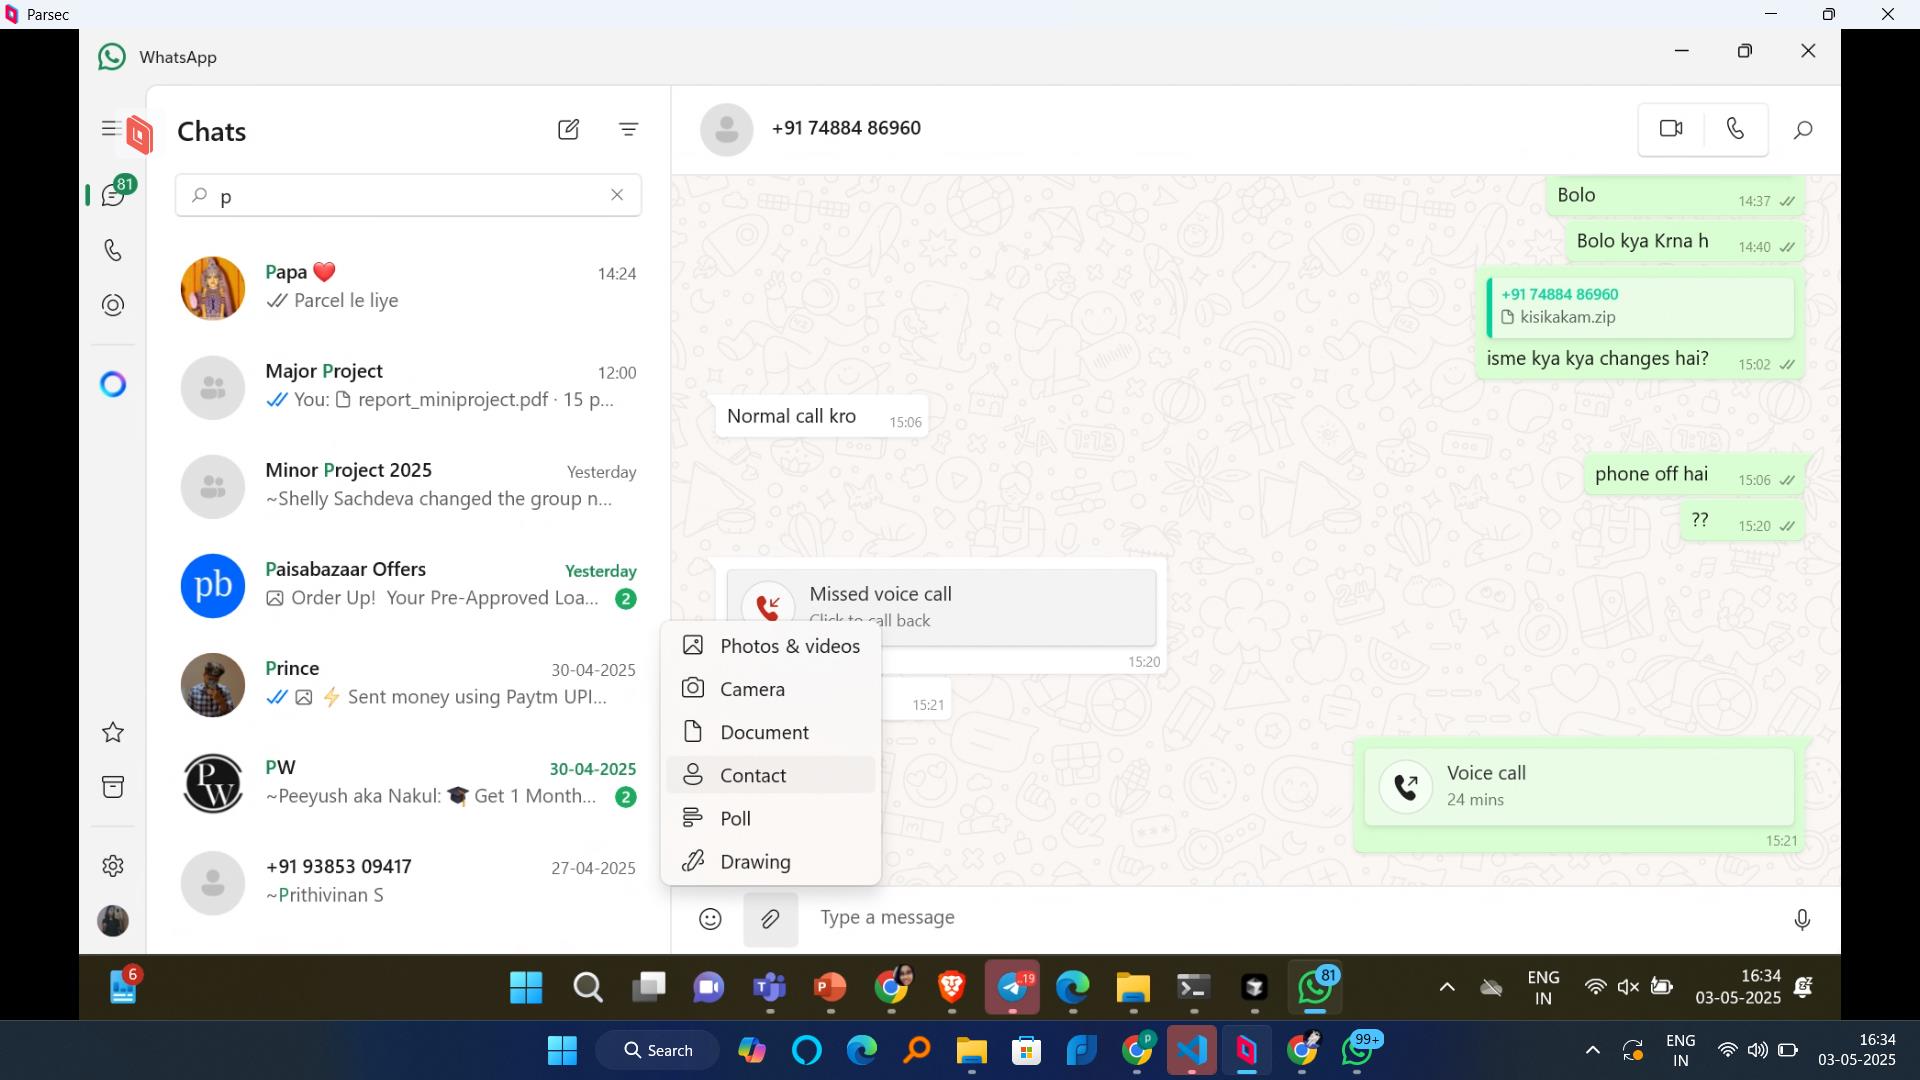 Parsec
WhatsApp
81
Chats
p
Papa ❤️
14:24
Parcel le liye
Major Project
12:00
You: report_miniproject.pdf · 15 p...
Minor Project 2025
Yesterday
~Shelly Sachdeva changed the group n...
pb
Paisabazaar Offers
Yesterday
Order Up! Your Pre-Approved Loa...
2
Prince
30-04-2025
⚡ Sent money using Paytm UPI...
PW
PW
30-04-2025
~Peeyush aka Nakul: 🎓 Get 1 Month...
2
+91 93853 09417
27-04-2025
~Prithivinan S
+91 74884 86960
Bolo
14:37
Bolo kya Krna h
14:40
+91 74884 86960
kisikakam.zip
isme kya kya changes hai?
15:02
Normal call kro
15:06
phone off hai
15:06
??
15:20
Missed voice call
Click to call back
15:20
15:21
Photos & videos
Camera
Document
Contact
Poll
Drawing
Voice call
24 mins
15:21
Type a message
6
19
81
ENG
IN
16:34
03-05-2025
Search
P
99+
ENG
IN
16:34
03-05-2025